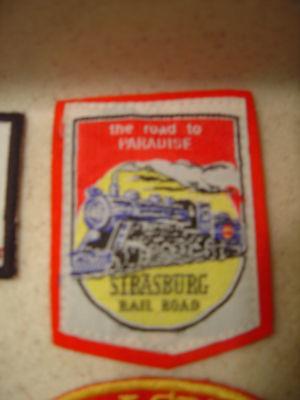 the road to
PARADISE
STRASBURG
RAIL ROAD